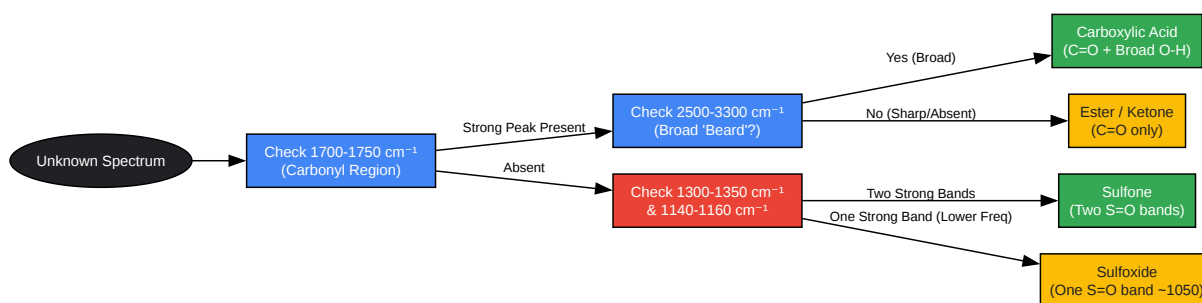 Unknown Spectrum
Check 1700-1750 cm⁻¹
(Carbonyl Region)
Strong Peak Present
Absent
Check 2500-3300 cm⁻¹
(Broad 'Beard'?)
Check 1300-1350 cm⁻¹
& 1140-1160 cm⁻¹
Yes (Broad)
No (Sharp/Absent)
Two Strong Bands
One Strong Band (Lower Freq)
Carboxylic Acid
(C=O + Broad O-H)
Ester / Ketone
(C=O only)
Sulfone
(Two S=O bands)
Sulfoxide
(One S=O band ~1050)